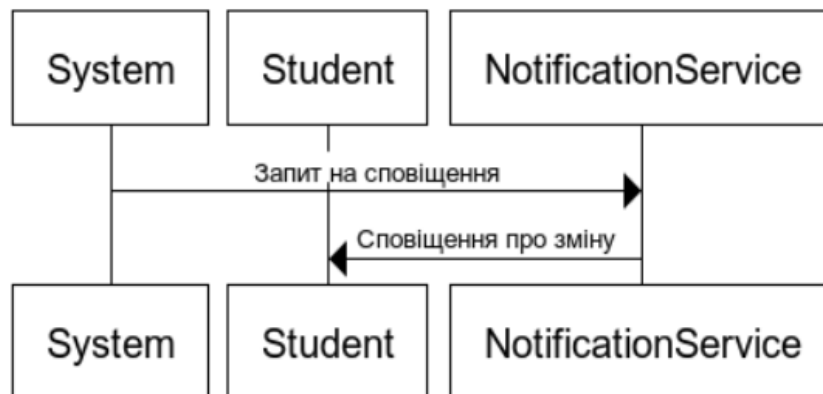 System
Student
NotificationService
Запит на сповіщення
Сповіщення про зміну
System
Student
NotificationService